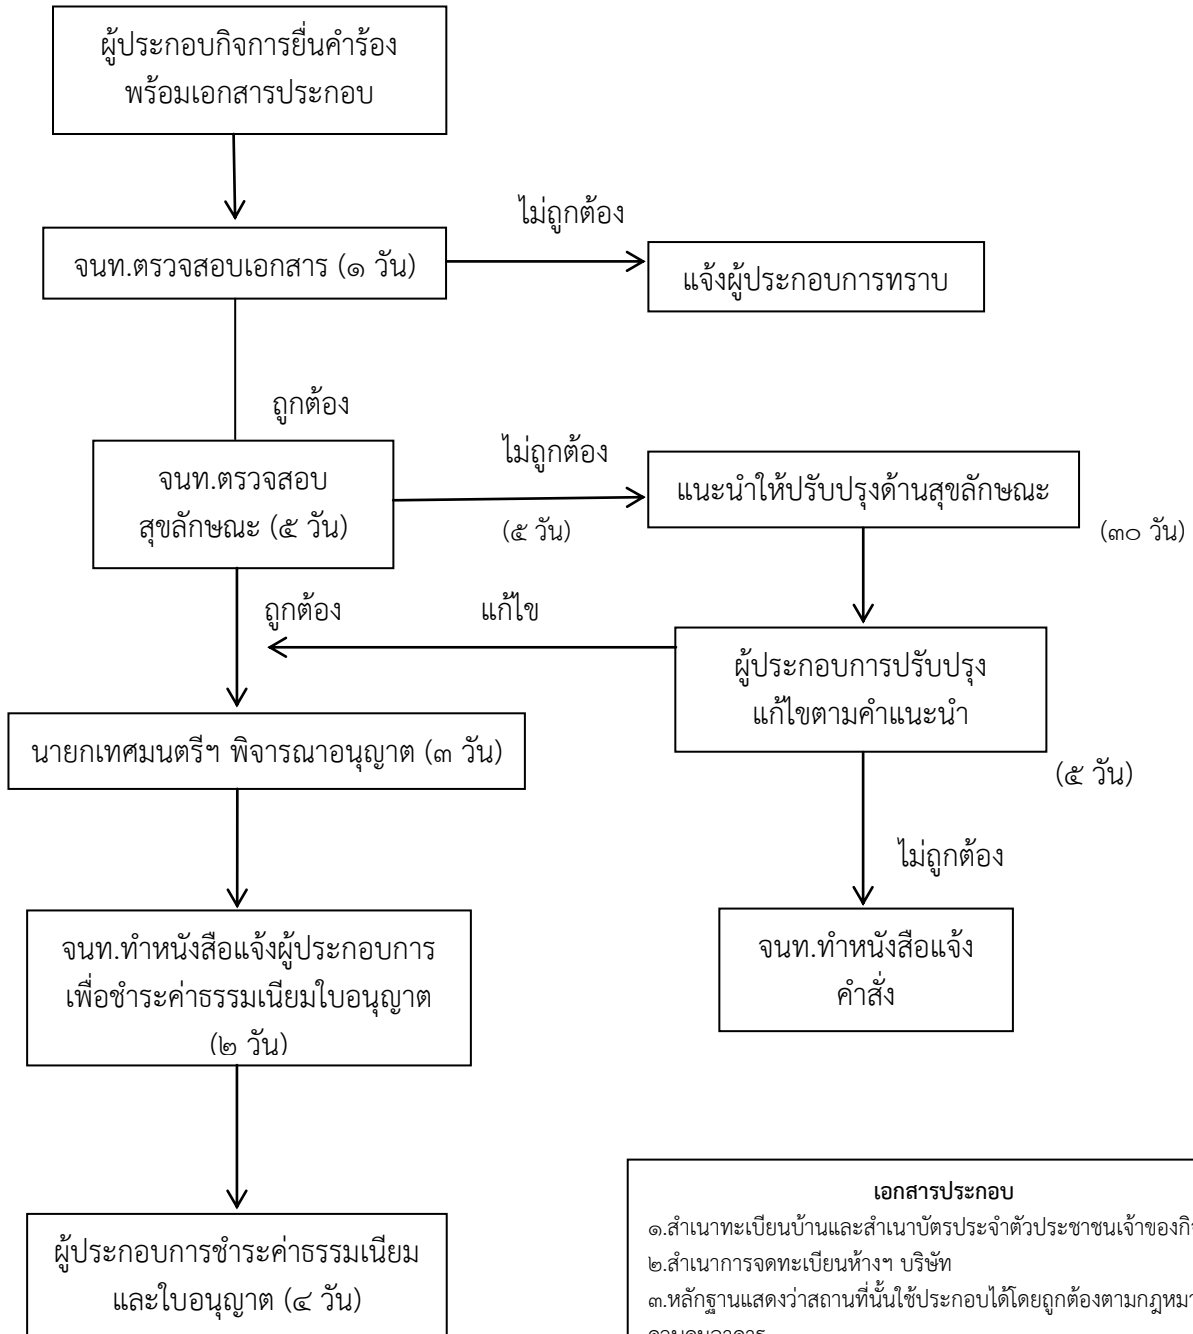 ผู้ประกอบกิจการยื่นคำร้อง
พร้อมเอกสารประกอบ
ไม่ถูกต้อง
จนท.ตรวจสอบเอกสาร (๑ วัน)
แจ้งผู้ประกอบการทราบ
ถูกต้อง
จนท.ตรวจสอบ
สุขลักษณะ (๕ วัน)
ไม่ถูกต้อง
(๕ วัน)
แนะนำให้ปรับปรุงด้านสุขลักษณะ
(๓๐ วัน)
ถูกต้อง
แก้ไข
ผู้ประกอบการปรับปรุง
แก้ไขตามคำแนะนำ
(๕ วัน)
นายกเทศมนตรีฯ พิจารณาอนุญาต (๓ วัน)
ไม่ถูกต้อง
จนท.ทำหนังสือแจ้งผู้ประกอบการ
เพื่อชำระค่าธรรมเนียมใบอนุญาต
(๒ วัน)
จนท.ทำหนังสือแจ้ง
คำสั่ง
ผู้ประกอบการชำระค่าธรรมเนียม
และใบอนุญาต (๔ วัน)
เอกสารประกอบ
๑.สำเนาทะเบียนบ้านและสำเนาบัตรประจำตัวประชาชนเจ้าของ
๒.สำเนาการจดทะเบียนห้างฯ บริษัท
๓.หลักฐานแสดงว่าสถานที่นั้นใช้ประกอบได้โดยถูกต้องตาม